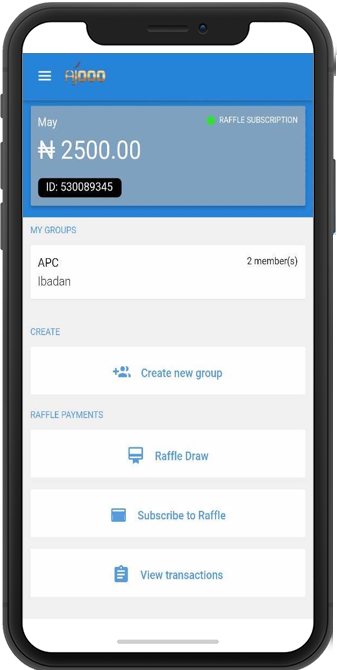 Ajooo
May
RAFFLE SUBSCRIPTION
₦ 2500.00
ID: 530089345
MY GROUPS
APC
2 member(s)
Ibadan
CREATE
Create new group
RAFFLE PAYMENTS
Raffle Draw
Subscribe to Raffle
View transactions